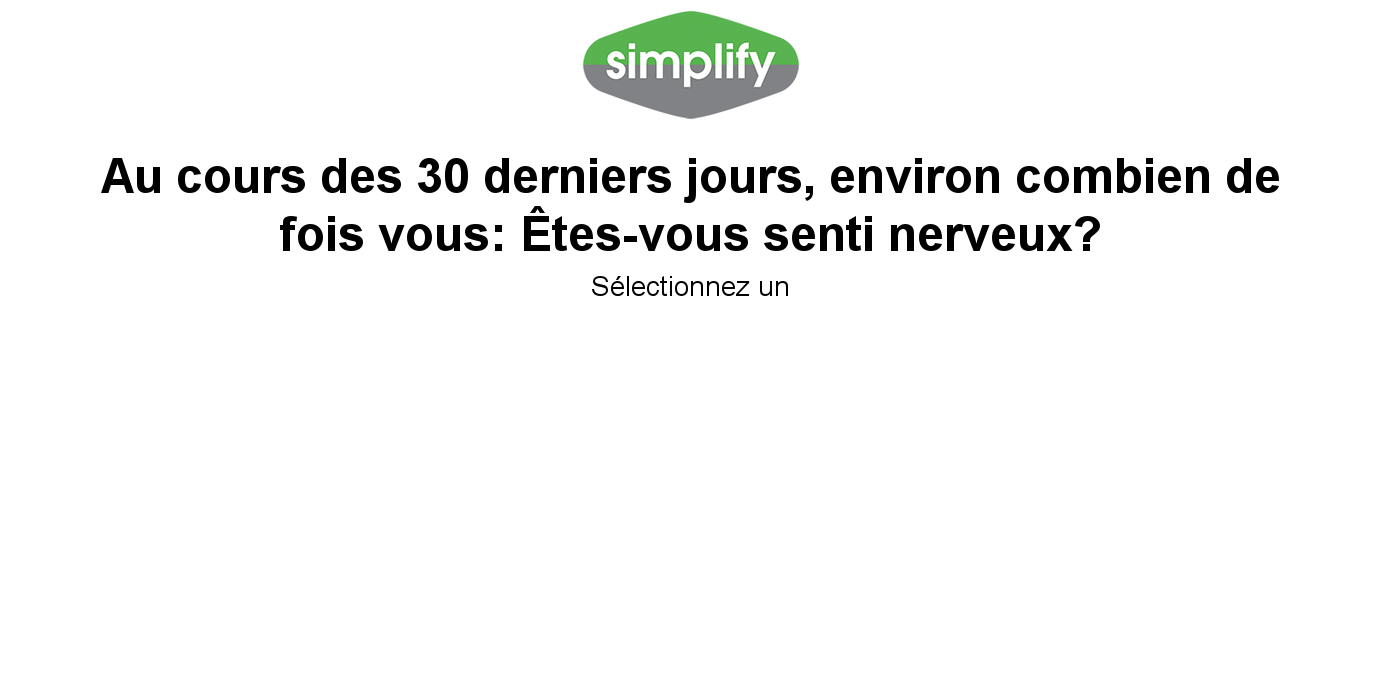 simplify
Au cours des 30 derniers jours, environ combien de
fois vous: Êtes-vous senti nerveux?
Sélectionnez un